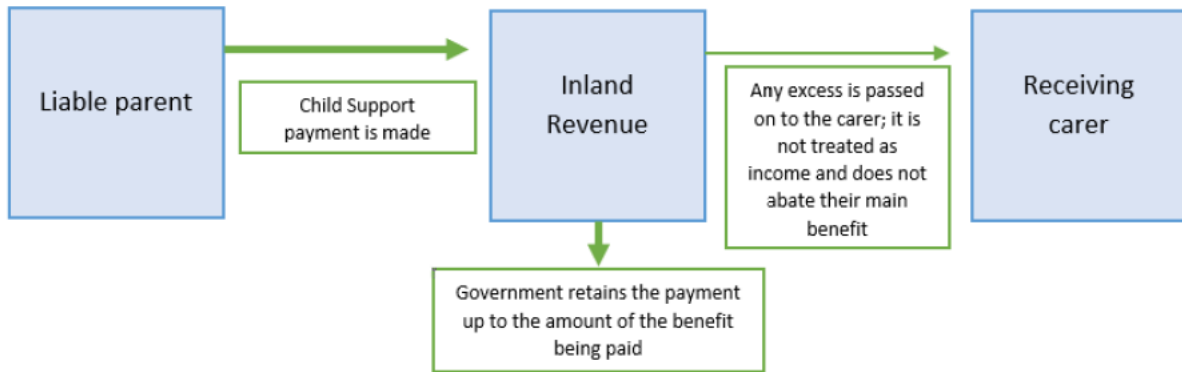 Liable parent
Child Support
payment is made
Inland
Revenue
Any excess is passed
on to the carer; it is
not treated as
income and does not
abate their main
benefit
Receiving
carer
Government retains the payment
up to the amount of the benefit
being paid